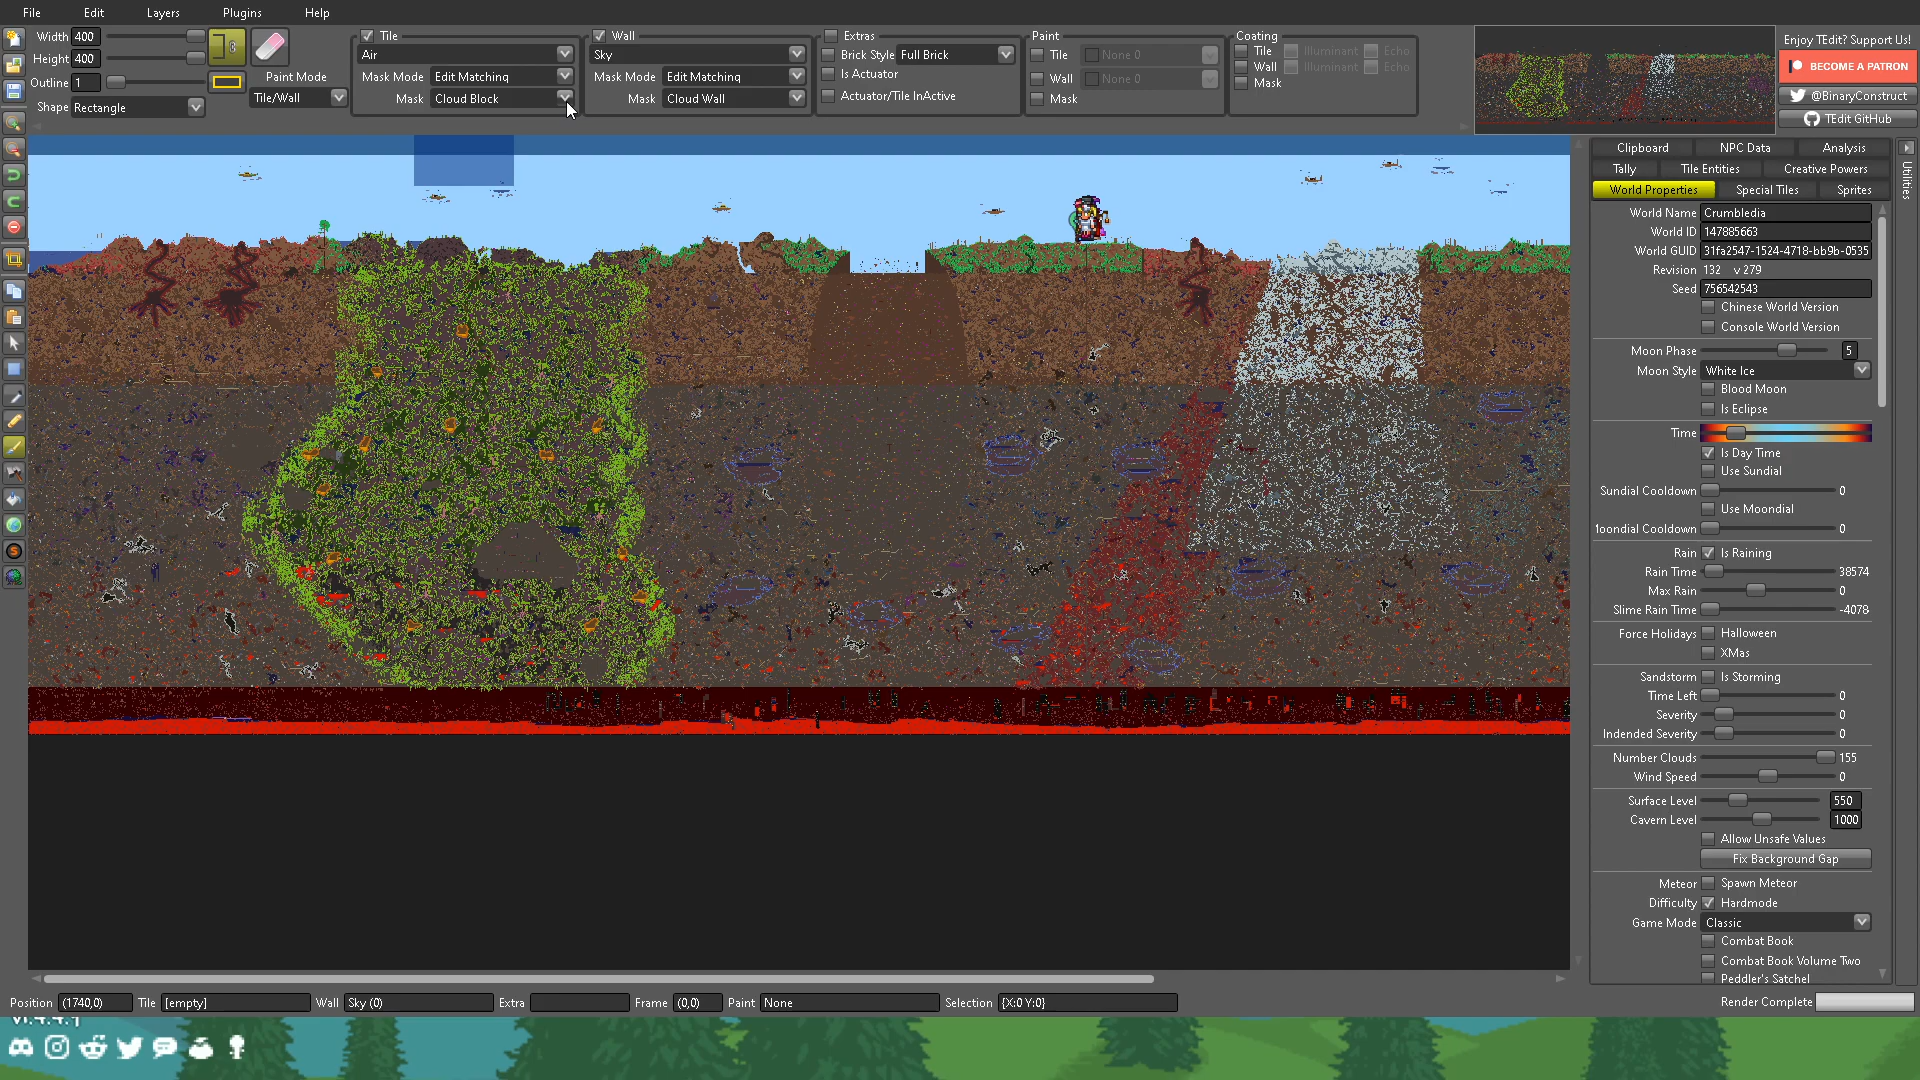 File Edit Layers Plugins Help
Width 400
Height 400
Outline 1
Shape Rectangle
Paint Mode
Tile/Wall
Tile
Air
Mask Mode Edit Matching
Mask Cloud Block
Wall
Sky
Mask Mode Edit Matching
Mask Cloud Wall
Extras
Brick Style Full Brick
Is Actuator
Actuator/Tile InActive
Paint
Tile None 0
Wall None 0
Mask
Coating
Tile Illuminant Echo
Wall Illuminant Echo
Mask
Enjoy TEdit? Support Us!
BECOME A PATRON
@BinaryConstruct
TEdit GitHub
Clipboard NPC Data Analysis
Tally Tile Entities Creative Powers
World Properties Special Tiles Sprites
Utilities
World Name Crumbledia
World ID 147885663
World GUID 31fa2547-1524-4718-bb9b-0535
Revision 132 v279
Seed 756542543
Chinese World Version
Console World Version
Moon Phase 5
Moon Style White Ice
Blood Moon
Is Eclipse
Time
Is Day Time
Use Sundial
Sundial Cooldown 0
Use Moondial
oondial Cooldown 0
Rain Is Raining
Rain Time 38574
Max Rain 0
Slime Rain Time -4078
Force Holidays Halloween
XMas
Sandstorm Is Storming
Time Left 0
Severity 0
Indended Severity 0
Number Clouds 155
Wind Speed 0
Surface Level 550
Cavern Level 1000
Allow Unsafe Values
Fix Background Gap
Meteor Spawn Meteor
Difficulty Hardmode
Game Mode Classic
Combat Book
Combat Book Volume Two
Peddler's Satchel
Position (1740,0) Tile [empty] Wall Sky (0) Extra Frame (0,0) Paint None Selection {X:0 Y:0} Render Complete
v1.4.4.9